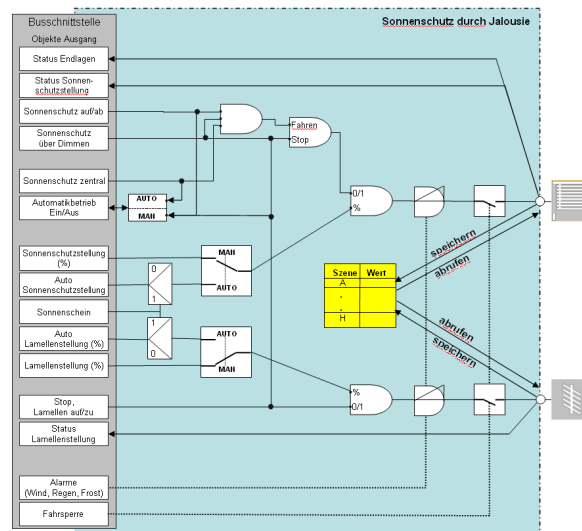 Busschnittstelle
Objekte Ausgang
Sonnenschutz durch Jalousie
Status Endlagen
Status Sonnen-
schutzstellung
Sonnenschutz auf/ab
Sonnenschutz
über Dimmen
Fahren
Stop
Sonnenschutz zentral
Automatikbetrieb
Ein/Aus
AUTO
MAH
0/1
%
Sonnenschutzstellung
(%)
Auto
Sonnenschutzstellung
Sonnenschein
Auto
Lamellenstellung (%)
Lamellenstellung (%)
0
1
1
0
MAH
AUTO
AUTO
MAH
speichern
abrufen
Szene Wert
A
.
.
H
abrufen
speichern
%
0/1
Stop,
Lamellen auf/zu
Status
Lamellenstellung
Alarme
(Wind, Regen, Frost)
Fahrsperre